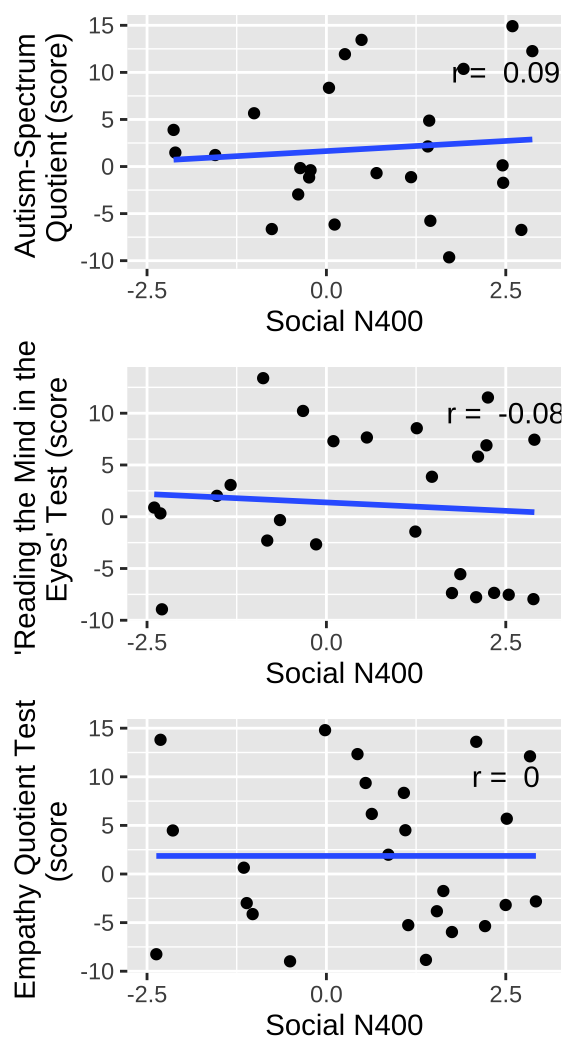 Autism-Spectrum
Quotient (score)
15
10
5
0
-5
-10
r = 0.09
-2.5 0.0 2.5
Social N400
'Reading the Mind in the
Eyes' Test (score
10
5
0
-5
-10
r = -0.08
-2.5 0.0 2.5
Social N400
Empathy Quotient Test
(score
15
10
5
0
-5
-10
r = 0
-2.5 0.0 2.5
Social N400